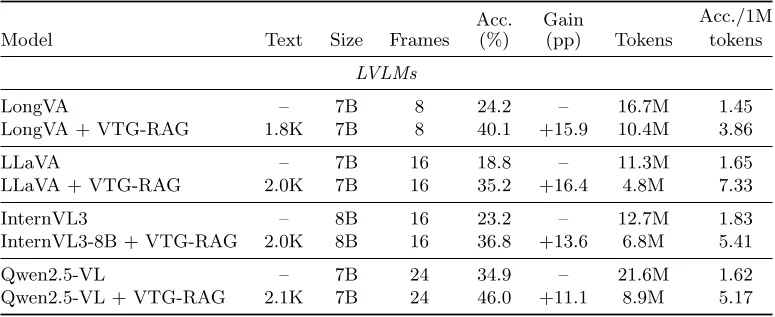 Model Text Size Frames Acc. (%) Gain (pp) Tokens Acc./1M tokens
LVLMs
LongVA – 7B 8 24.2 – 16.7M 1.45
LongVA + VTG-RAG 1.8K 7B 8 40.1 +15.9 10.4M 3.86
LLaVA – 7B 16 18.8 – 11.3M 1.65
LLaVA + VTG-RAG 2.0K 7B 16 35.2 +16.4 4.8M 7.33
InternVL3 – 8B 16 23.2 – 12.7M 1.83
InternVL3-8B + VTG-RAG 2.0K 8B 16 36.8 +13.6 6.8M 5.41
Qwen2.5-VL – 7B 24 34.9 – 21.6M 1.62
Qwen2.5-VL + VTG-RAG 2.1K 7B 24 46.0 +11.1 8.9M 5.17